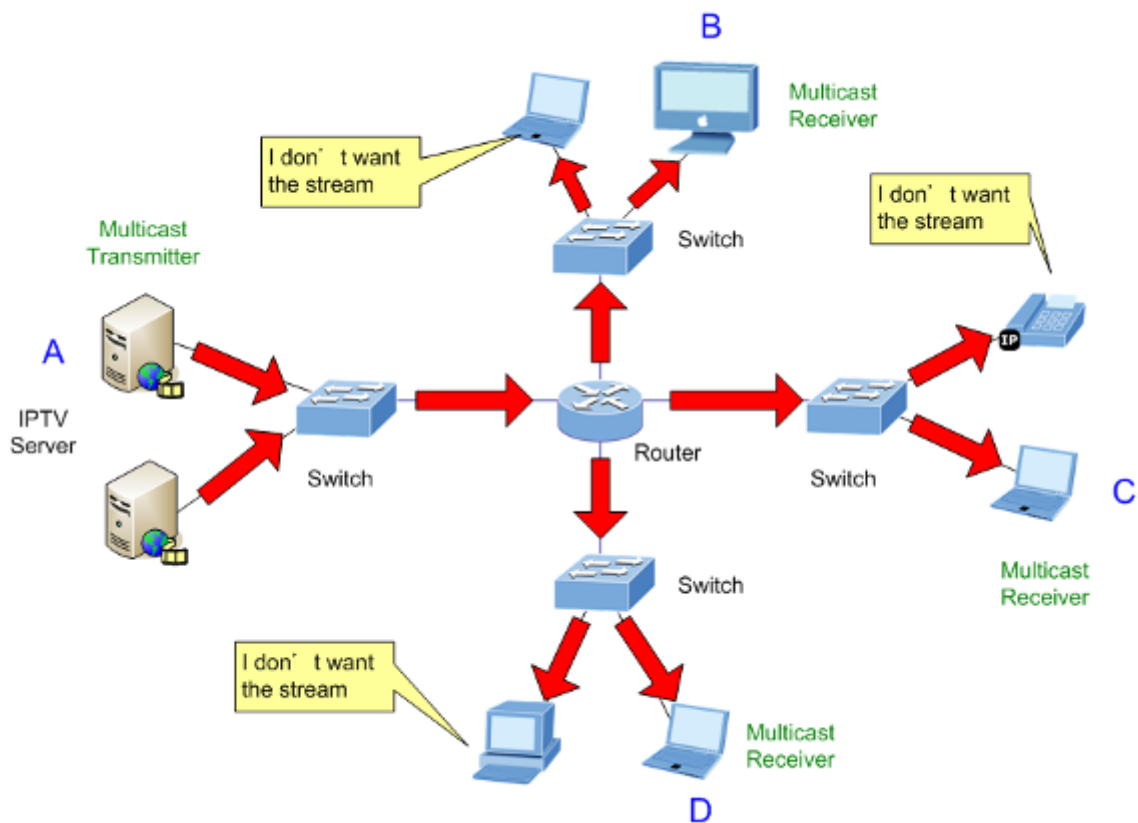 B
Multicast
Receiver
I don’ t want
the stream
I don’ t want
the stream
Multicast
Transmitter
Switch
A
IP
IPTV
Server
Switch
Router
Switch
C
Switch
Multicast
Receiver
I don’ t want
the stream
Multicast
Receiver
D